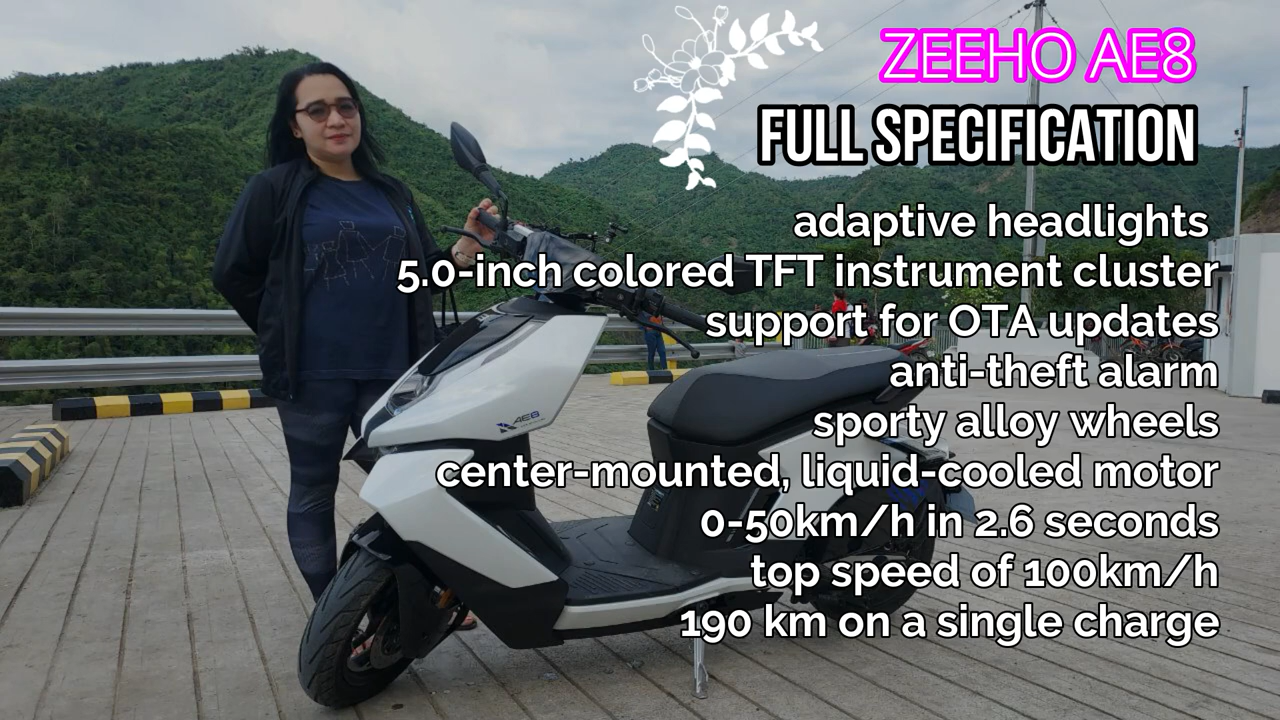 ZEEHO AE8
FULL SPECIFICATION
adaptive headlights
5.0-inch colored TFT instrument cluster
support for OTA updates
anti-theft alarm
AE8
sporty alloy wheels
center-mounted, liquid-cooled motor
0-50km/h in 2.6 seconds
top speed of 100km/h
190 km on a single charge